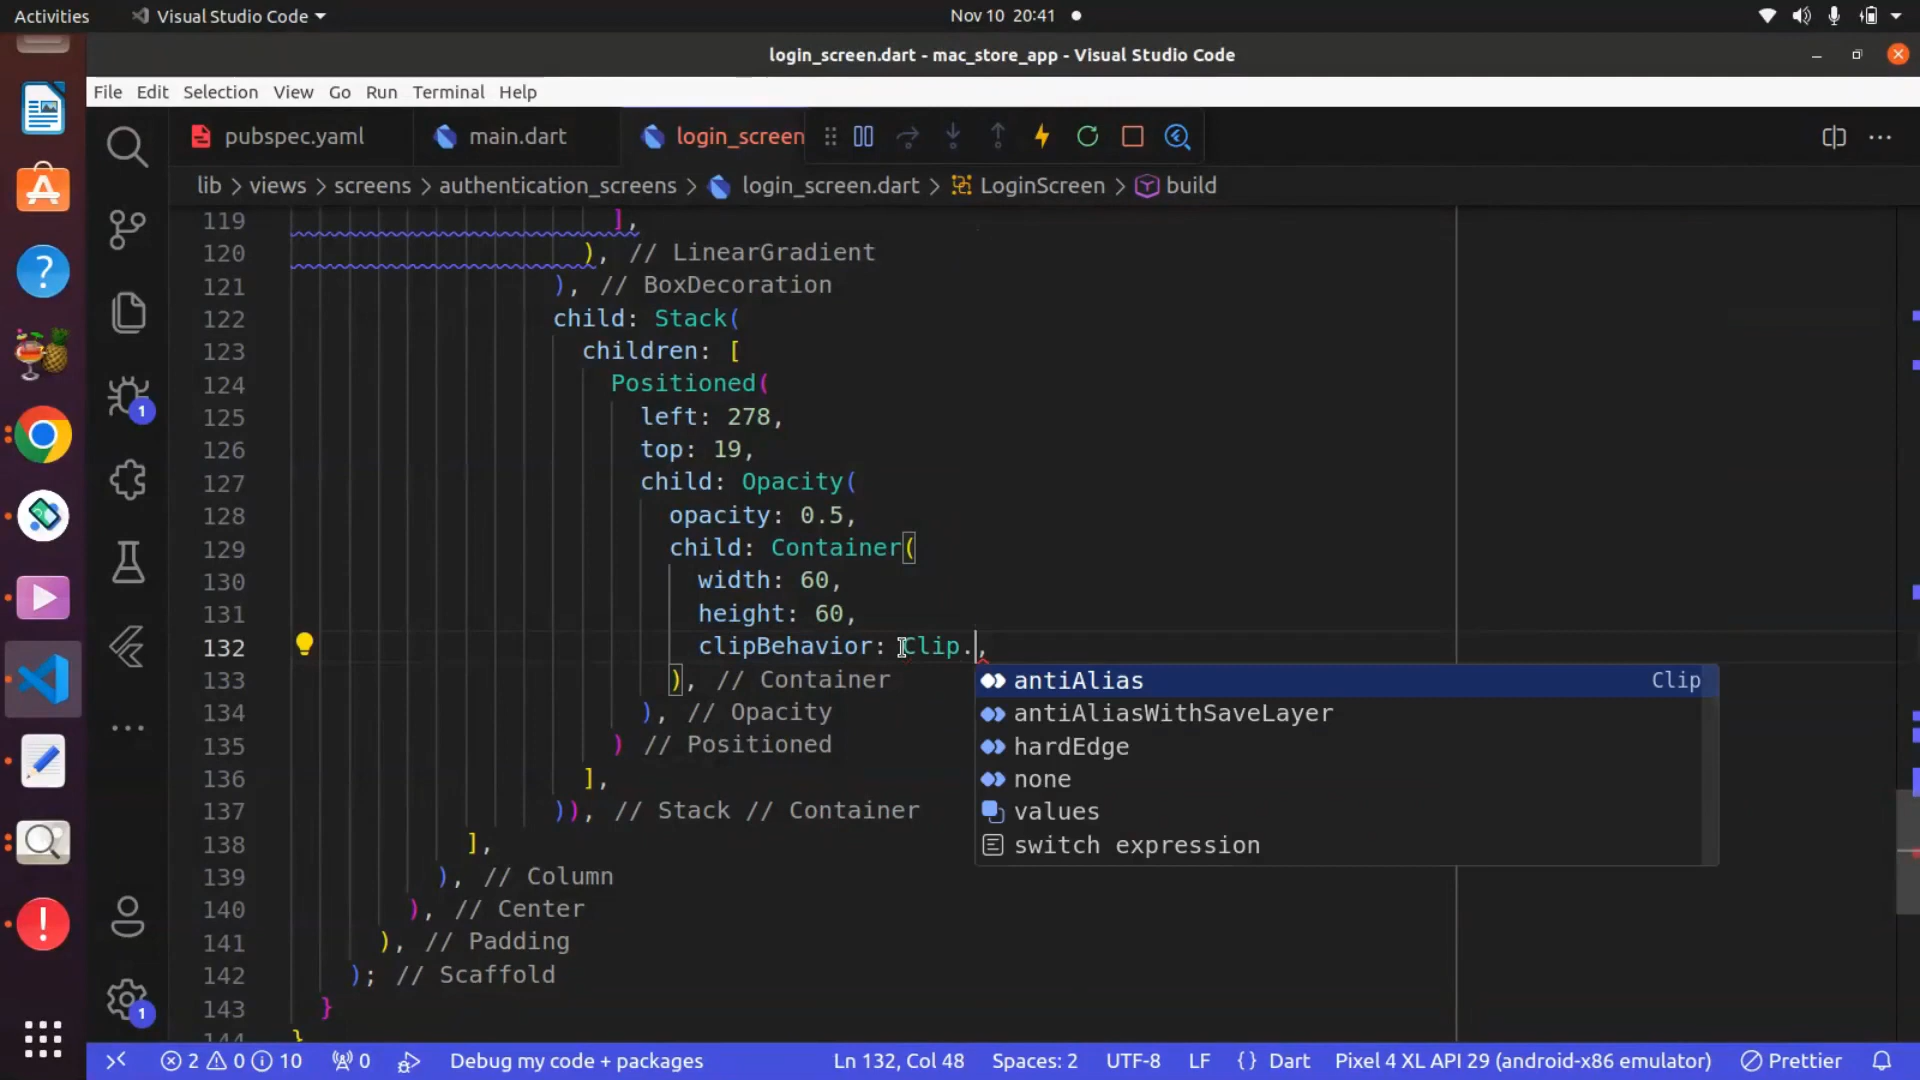 Activities Visual Studio Code Nov 10 20:41
login_screen.dart - mac_store_app - Visual Studio Code
File Edit Selection View Go Run Terminal Help
pubspec.yaml main.dart login_screen
lib > views > screens > authentication_screens > login_screen.dart > LoginScreen > build
119 ],
120 ), // LinearGradient
121 ), // BoxDecoration
122 child: Stack(
123 children: [
124 Positioned(
125 left: 278,
126 top: 19,
127 child: Opacity(
128 opacity: 0.5,
129 child: Container(
130 width: 60,
131 height: 60,
132 clipBehavior: Clip.,
133 ), // Container
134 ), // Opacity
135 ) // Positioned
136 ],
137 )), // Stack // Container
138 ],
139 ), // Column
140 ), // Center
141 ), // Padding
142 ); // Scaffold
143 }
144 }
antiAlias Clip
antiAliasWithSaveLayer
hardEdge
none
values
switch expression
1
1
2 0 10 0 Debug my code + packages Ln 132, Col 48 Spaces: 2 UTF-8 LF {} Dart Pixel 4 XL API 29 (android-x86 emulator) Prettier